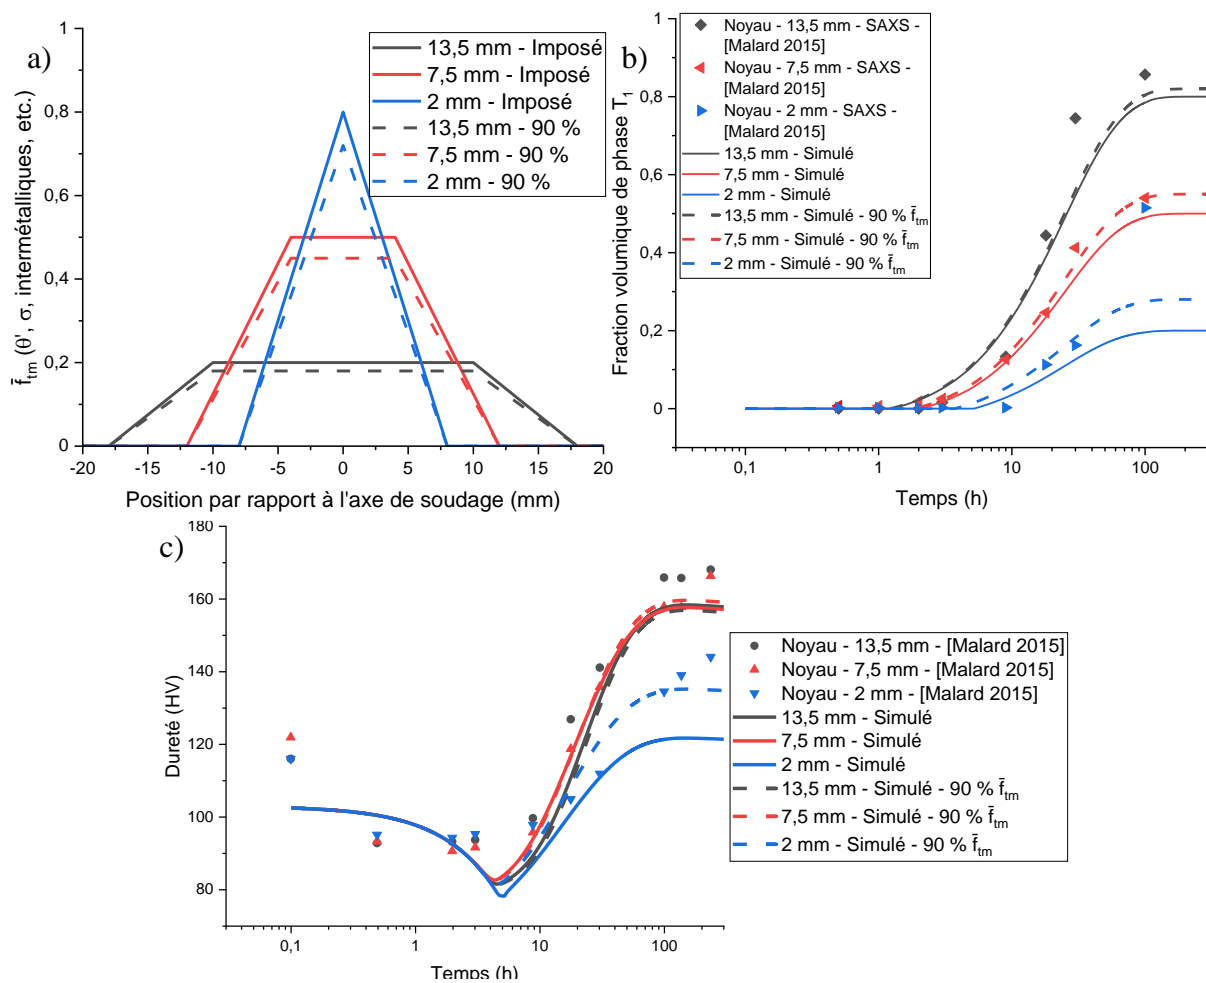 a)
1
0,8
0,6
0,4
0,2
0
-20
-15
-10
-5
0
5
10
15
20
f̄tm (θ', σ, intermétalliques, etc.)
Position par rapport à l'axe de soudage (mm)
13,5 mm - Imposé
7,5 mm - Imposé
2 mm - Imposé
13,5 mm - 90 %
7,5 mm - 90 %
2 mm - 90 %
b)
1
0,8
0,6
0,4
0,2
0
0,1
1
10
100
Fraction volumique de phase T1
Temps (h)
Noyau - 13,5 mm - SAXS -
[Malard 2015]
Noyau - 7,5 mm - SAXS -
[Malard 2015]
Noyau - 2 mm - SAXS -
[Malard 2015]
13,5 mm - Simulé
7,5 mm - Simulé
2 mm - Simulé
13,5 mm - Simulé - 90 % f̄tm
7,5 mm - Simulé - 90 % f̄tm
2 mm - Simulé - 90 % f̄tm
c)
180
160
140
120
100
80
0,1
1
10
100
Dureté (HV)
Temps (h)
Noyau - 13,5 mm - [Malard 2015]
Noyau - 7,5 mm - [Malard 2015]
Noyau - 2 mm - [Malard 2015]
13,5 mm - Simulé
7,5 mm - Simulé
2 mm - Simulé
13,5 mm - Simulé - 90 % f̄tm
7,5 mm - Simulé - 90 % f̄tm
2 mm - Simulé - 90 % f̄tm